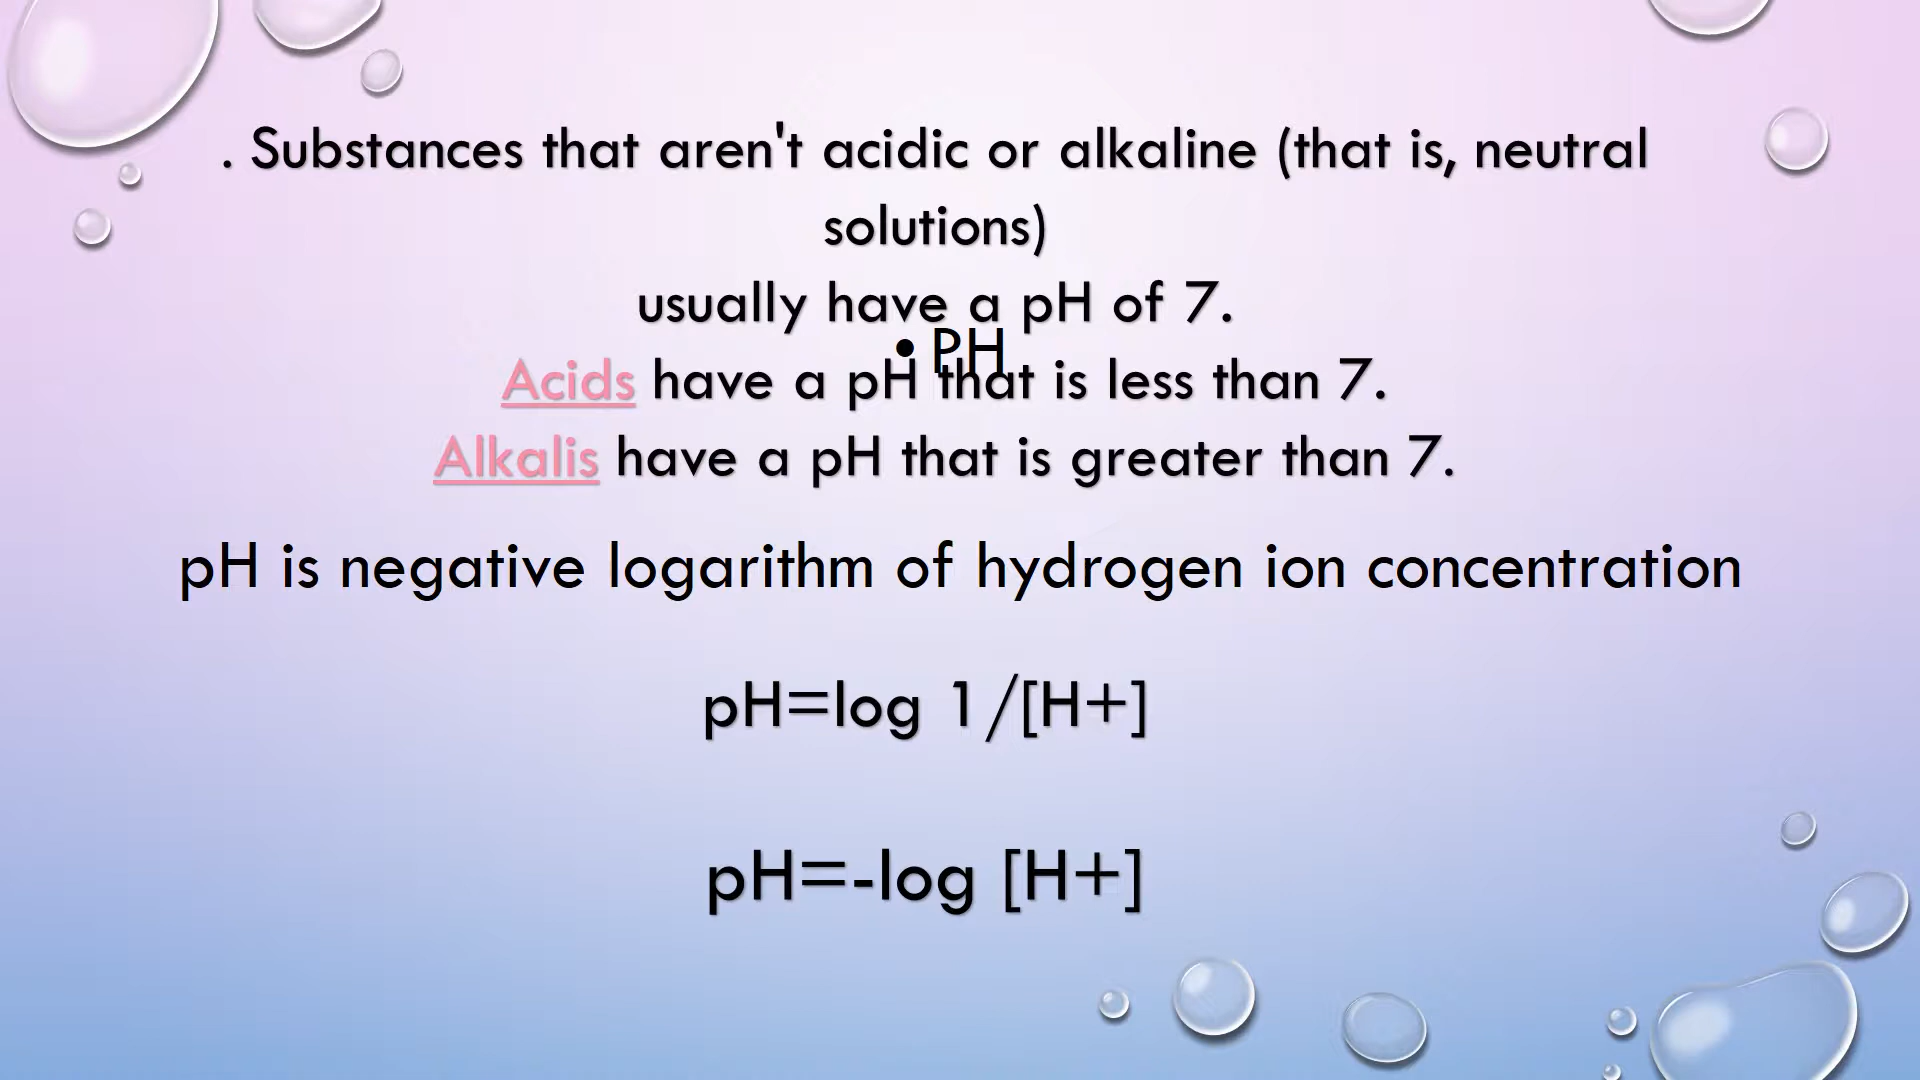 . Substances that aren't acidic or alkaline (that is, neutral
solutions)
usually have a pH of 7.
• PH
Acids have a pH that is less than 7.
Alkalis have a pH that is greater than 7.
pH is negative logarithm of hydrogen ion concentration
pH=log 1/[H+]
pH=-log [H+]